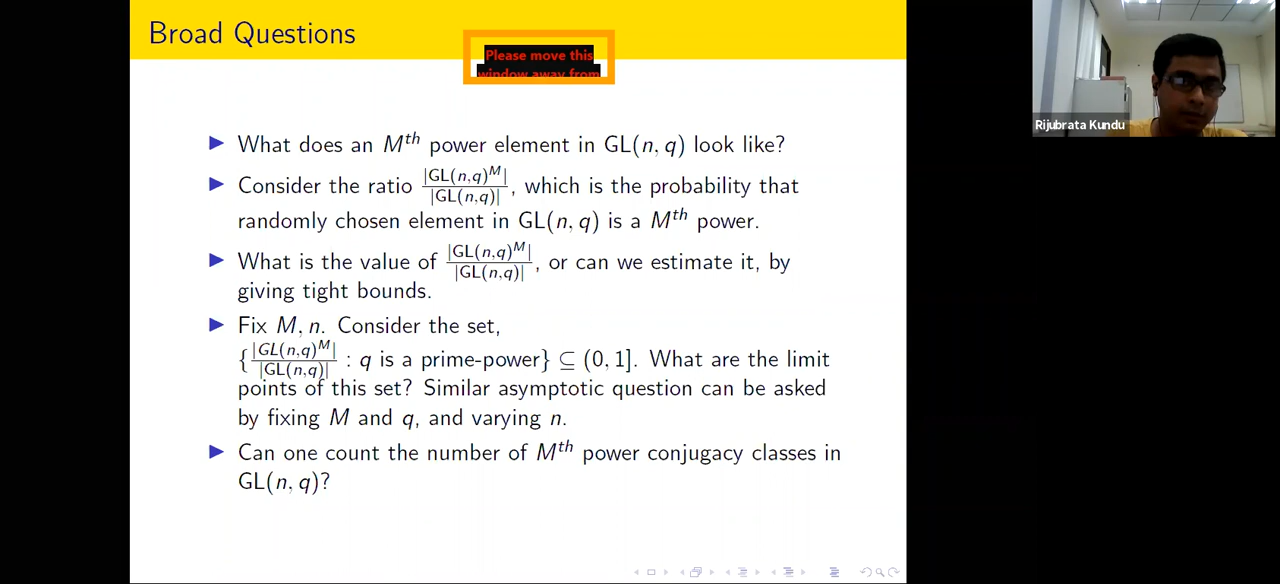 Broad Questions
Please move this
window away from
Rijubrata Kundu
▶ What does an M^{th} power element in GL(n, q) look like?
▶ Consider the ratio |GL(n,q)^M| / |GL(n,q)|, which is the probability that
randomly chosen element in GL(n, q) is a M^{th} power.
▶ What is the value of |GL(n,q)^M| / |GL(n,q)|, or can we estimate it, by
giving tight bounds.
▶ Fix M, n. Consider the set,
{|GL(n,q)^M| / |GL(n,q)| : q is a prime-power} ⊆ (0, 1]. What are the limit
points of this set? Similar asymptotic question can be asked
by fixing M and q, and varying n.
▶ Can one count the number of M^{th} power conjugacy classes in
GL(n, q)?